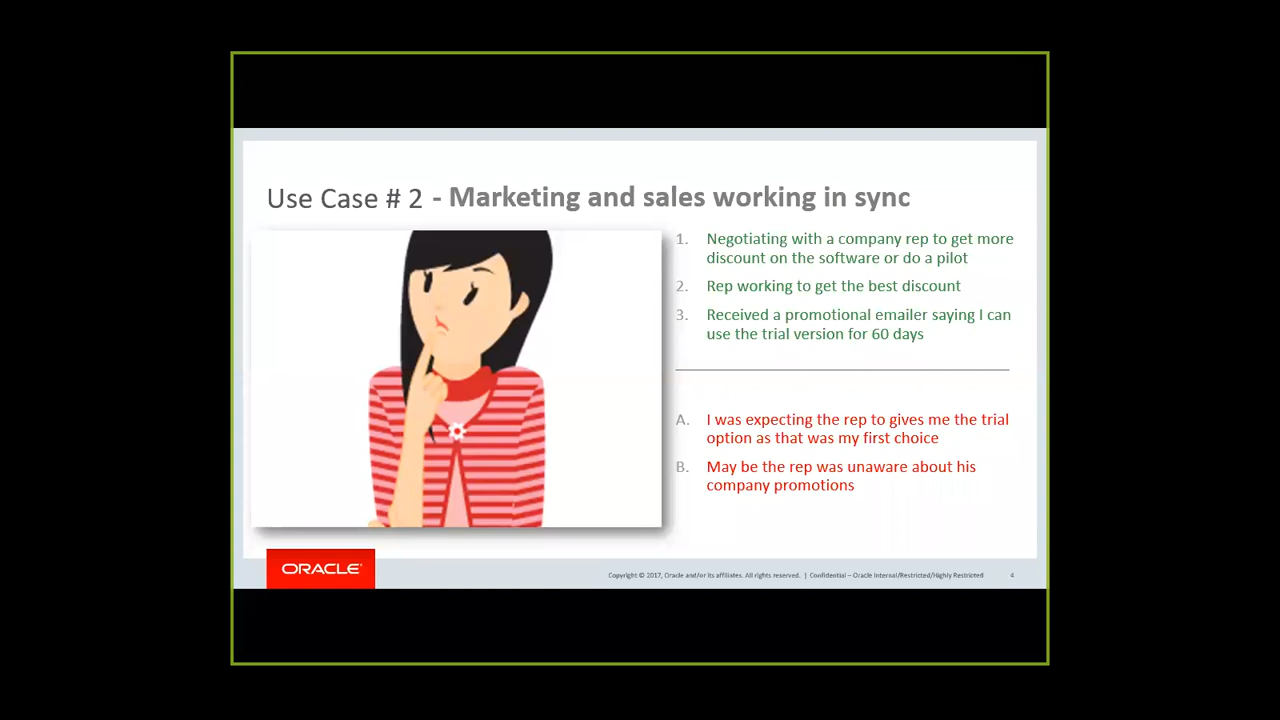 Use Case # 2 - Marketing and sales working in sync
1. Negotiating with a company rep to get more
discount on the software or do a pilot
2. Rep working to get the best discount
3. Received a promotional emailer saying I can
use the trial version for 60 days
A. I was expecting the rep to gives me the trial
option as that was my first choice
B. May be the rep was unaware about his
company promotions
ORACLE
Copyright © 2017, Oracle and/or its affiliates. All rights reserved. | Confidential – Oracle Internal/Restricted/Highly Restricted 4